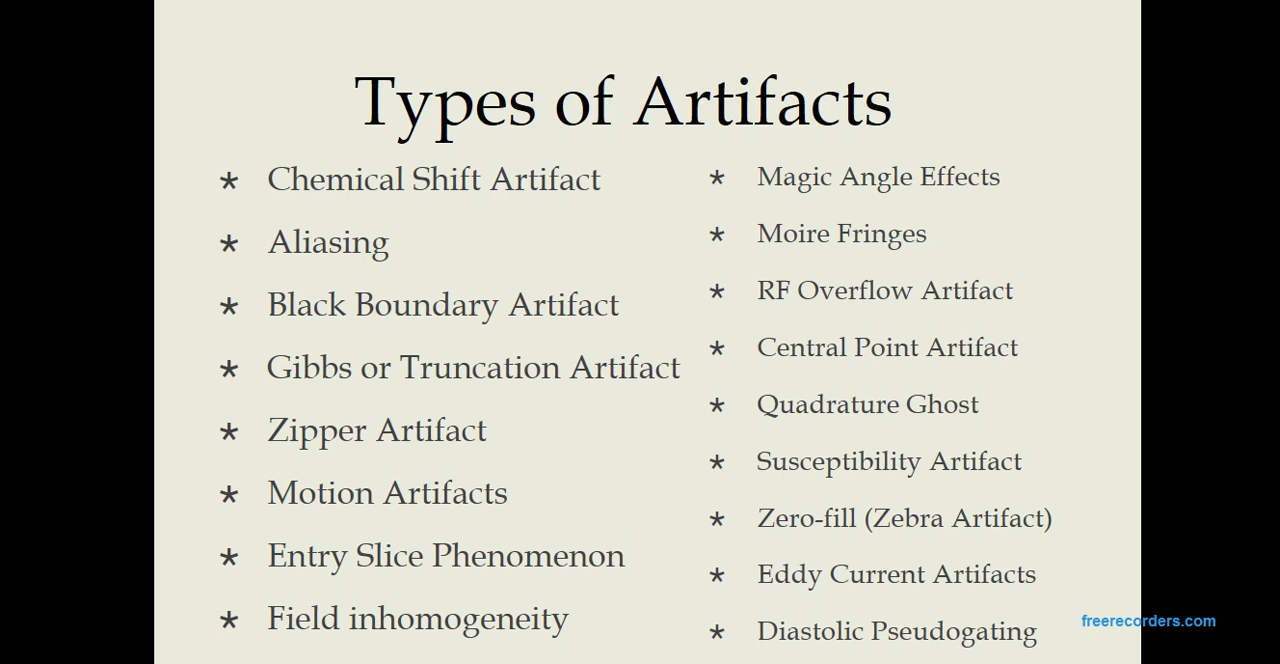 Types of Artifacts
* Chemical Shift Artifact
* Aliasing
* Black Boundary Artifact
* Gibbs or Truncation Artifact
* Zipper Artifact
* Motion Artifacts
* Entry Slice Phenomenon
* Field inhomogeneity
* Magic Angle Effects
* Moire Fringes
* RF Overflow Artifact
* Central Point Artifact
* Quadrature Ghost
* Susceptibility Artifact
* Zero-fill (Zebra Artifact)
* Eddy Current Artifacts
* Diastolic Pseudogating
freerecorders.com